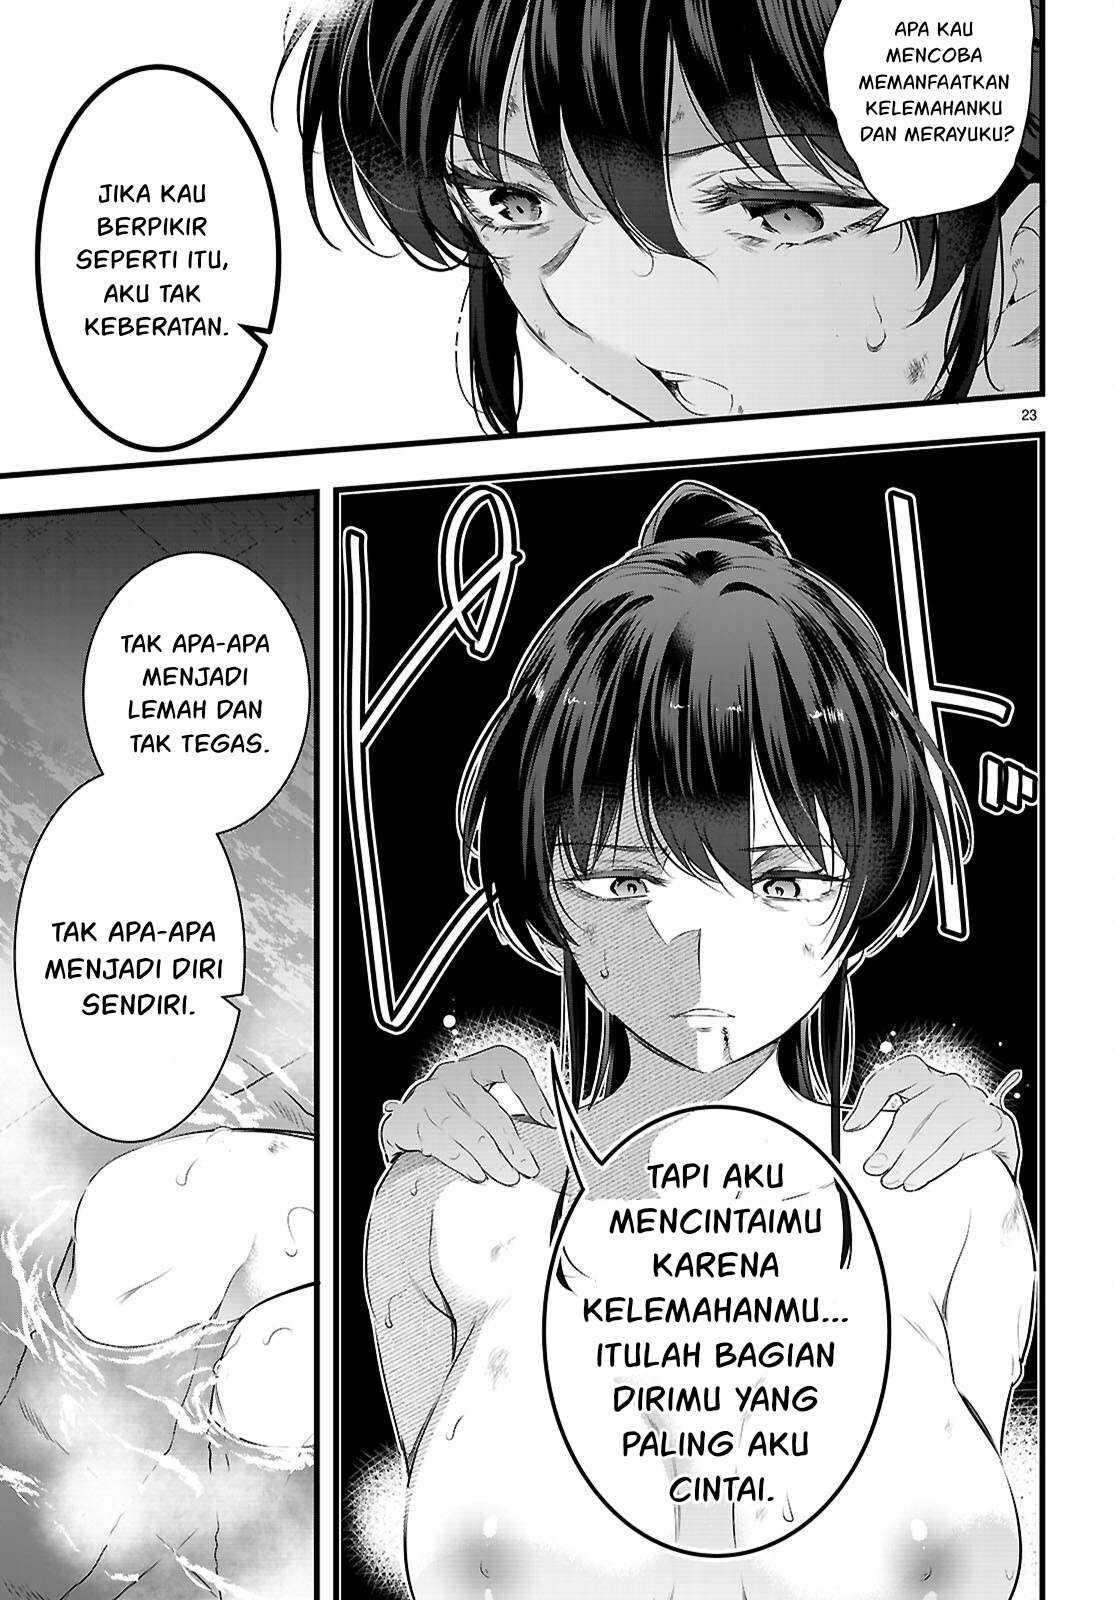 APA KAU
MENCOBA
MEMANFAATKAN
KELEMAHANKU
DAN MERAYUKU?
JIKA KAU
BERPIKIR
SEPERTI ITU,
AKU TAK
KEBERATAN.
23
TAPI AKU
MENCINTAIMU
KARENA
KELEMAHANMU...
ITULAH BAGIAN
DIRIMU YANG
PALING AKU
CINTAI.
TAK APA-APA
MENJADI
LEMAH DAN
TAK TEGAS.
TAK APA-APA
MENJADI DIRI
SENDIRI.